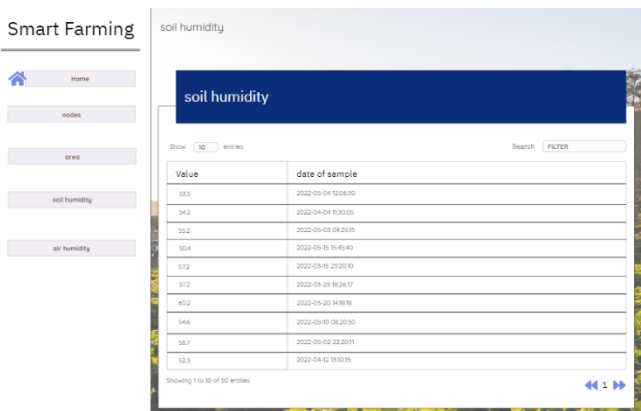 Smart Farming
Home
nodes
area
soil humidity
air humidity
soil humidity
soil humidity
Show 10 entries
Search FILTER
Value date of sample
53.5 2022-05-04 12:06:30
54.2 2022-04-04 11:30:05
55.2 2022-05-03 09:25:15
50.4 2022-05-15 15:45:40
57.2 2022-03-15 23:20:10
57.2 2022-03-25 18:26:17
60.2 2022-03-20 14:18:18
54.6 2022-05-10 08:20:50
58.7 2022-05-02 22:20:11
52.3 2022-04-12 13:10:15
Showing 1 to 10 of 50 entries
1